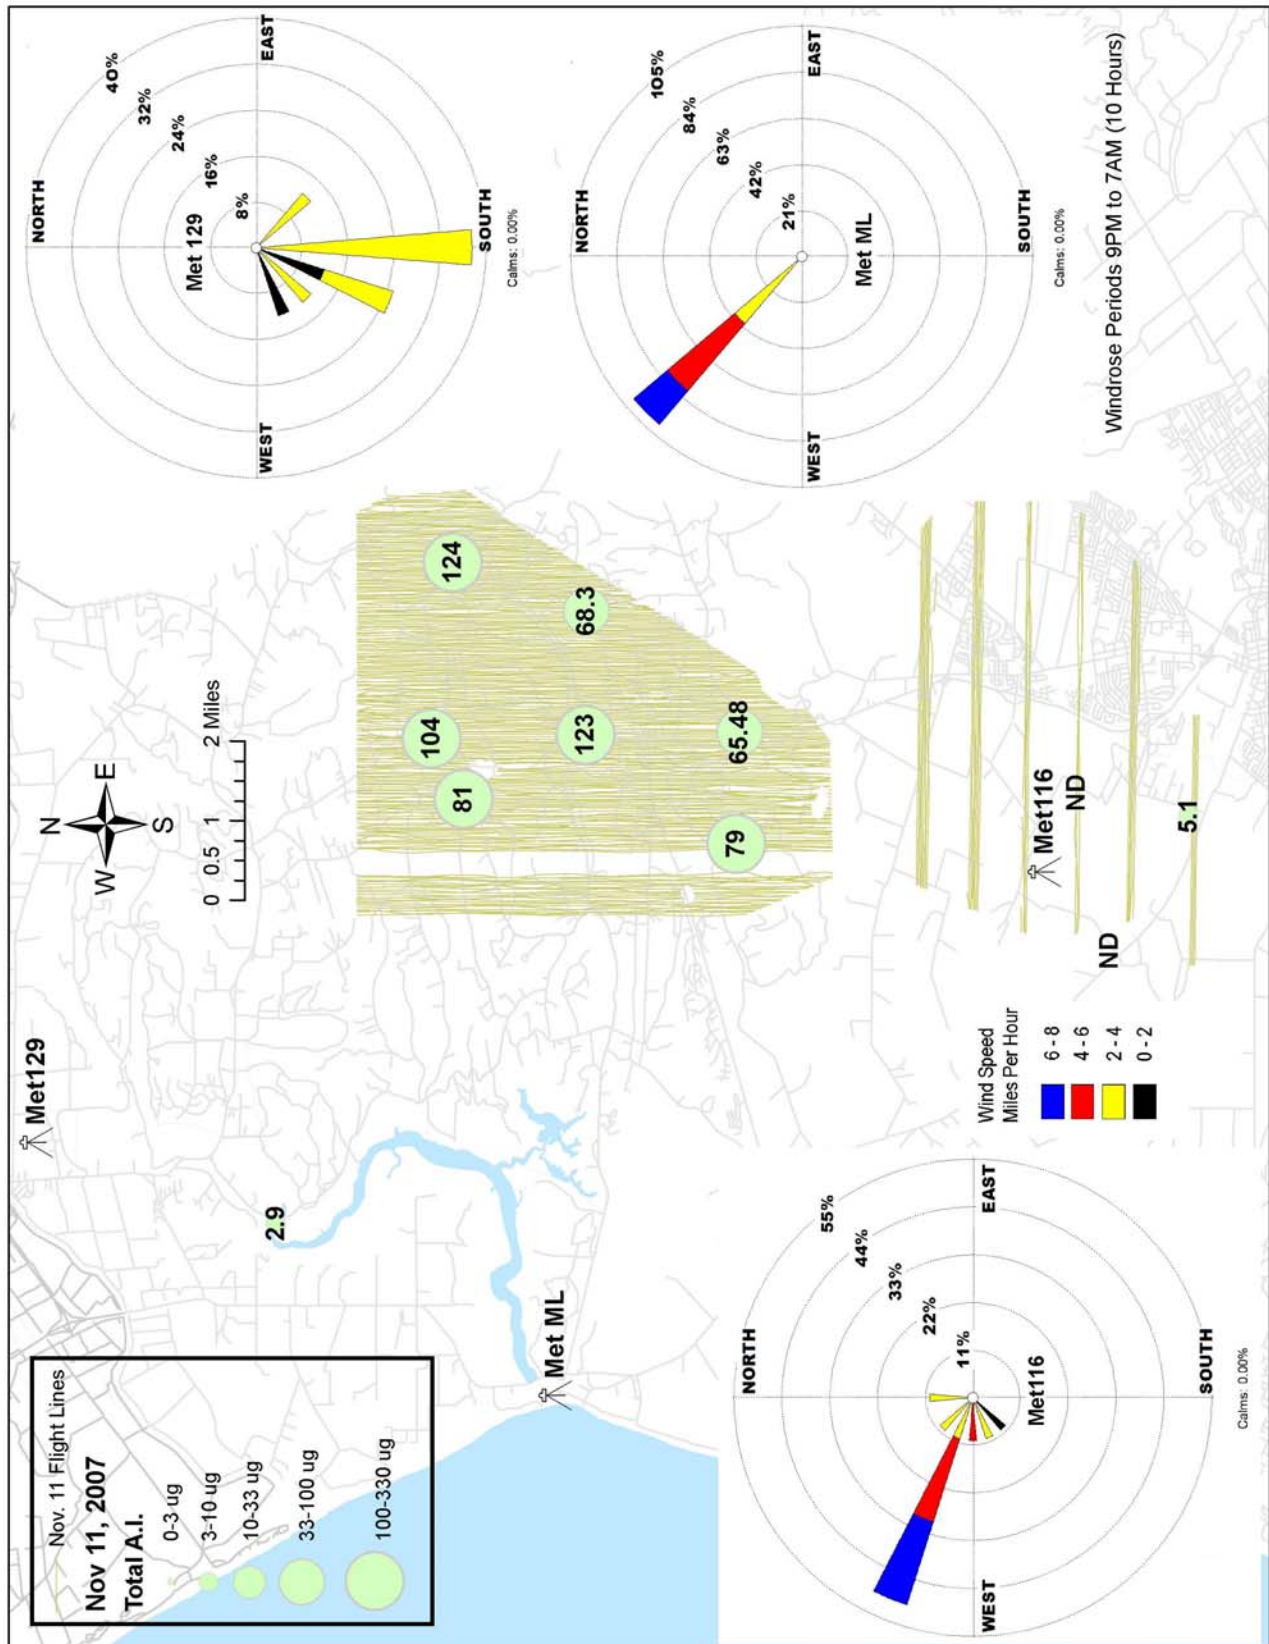 Nov. 11 Flight Lines
Nov 11, 2007
Total A.I.
0-3 ug
3-10 ug
10-33 ug
33-100 ug
100-330 ug
Met129
2.9
Met ML
N
W
E
S
0
0.5
1
2 Miles
104
124
81
123
68.3
79
65.48
Met116
ND
ND
5.1
NORTH
40%
32%
24%
16%
8%
Met 129
WEST
EAST
SOUTH
Calms: 0.00%
NORTH
105%
84%
63%
42%
21%
WEST
EAST
Met ML
SOUTH
Calms: 0.00%
Windrose Periods 9PM to 7AM (10 Hours)
NORTH
55%
44%
33%
22%
11%
WEST
EAST
Met116
SOUTH
Calms: 0.00%
Wind Speed
Miles Per Hour
6 - 8
4 - 6
2 - 4
0 - 2